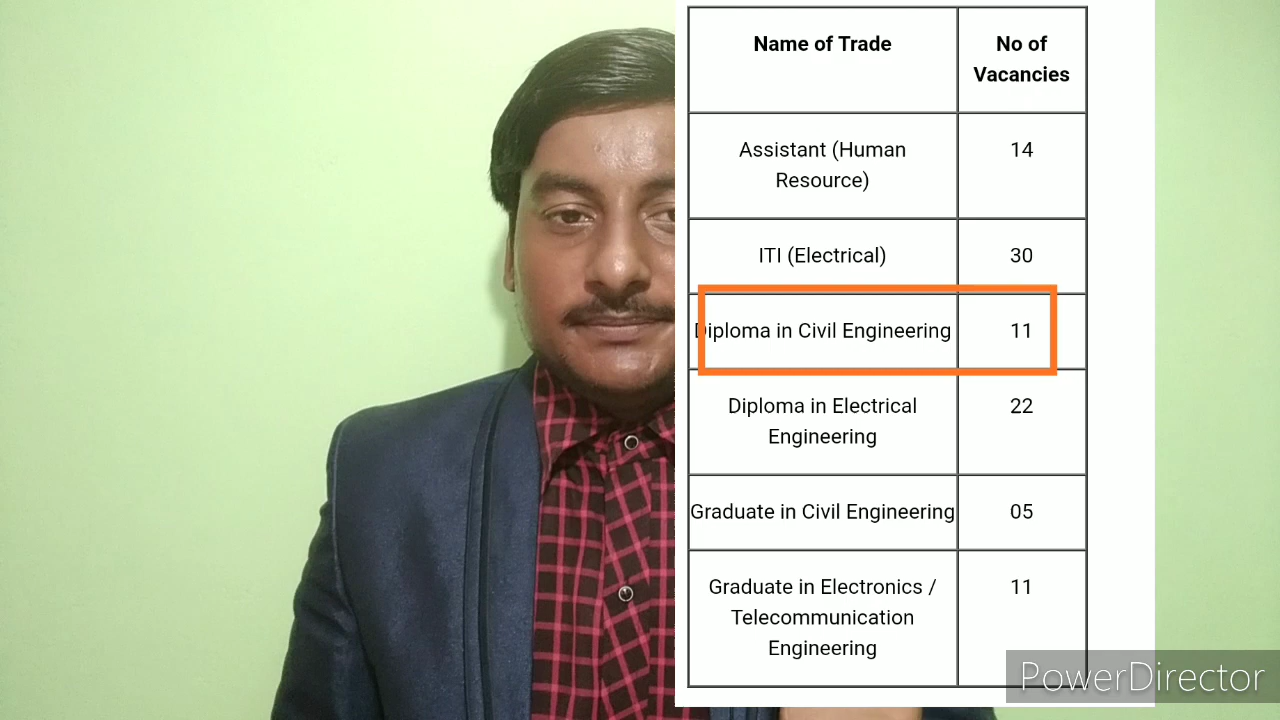 Name of Trade
No of
Vacancies
Assistant (Human
Resource)
14
ITI (Electrical)
30
Diploma in Civil Engineering
11
Diploma in Electrical
Engineering
22
Graduate in Civil Engineering
05
Graduate in Electronics /
Telecommunication
Engineering
11
PowerDirector